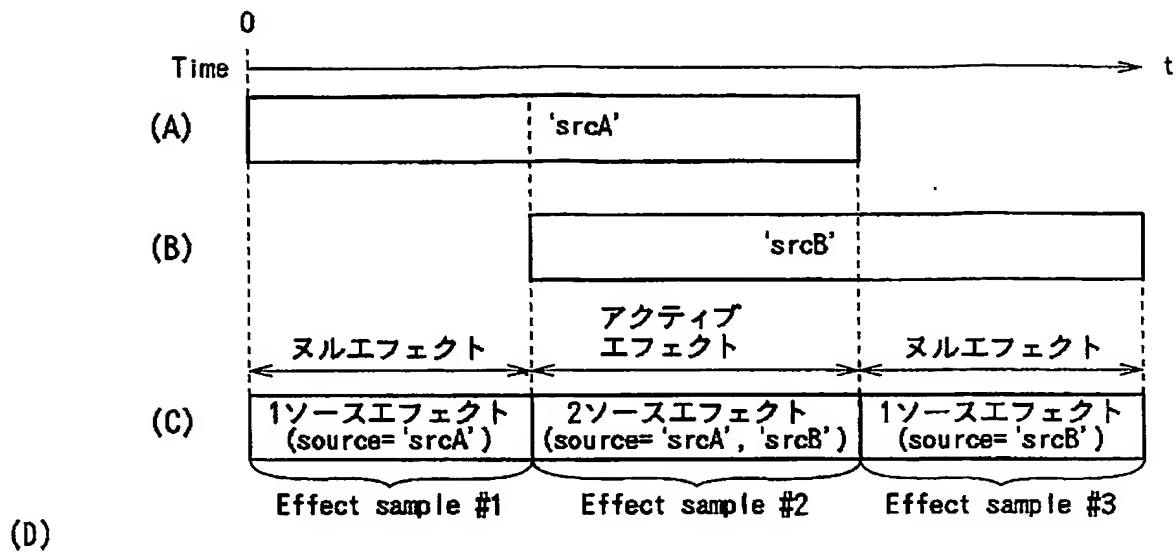 0
Time
t
(A)
'srcA'
(B)
'srcB'
ヌルエフェクト
アクティブ
エフェクト
ヌルエフェクト
(C)
1ソースエフェクト
(source='srcA')
2ソースエフェクト
(source='srcA', 'srcB')
1ソースエフェクト
(source='srcB')
Effect sample #1
Effect sample #2
Effect sample #3
(D)